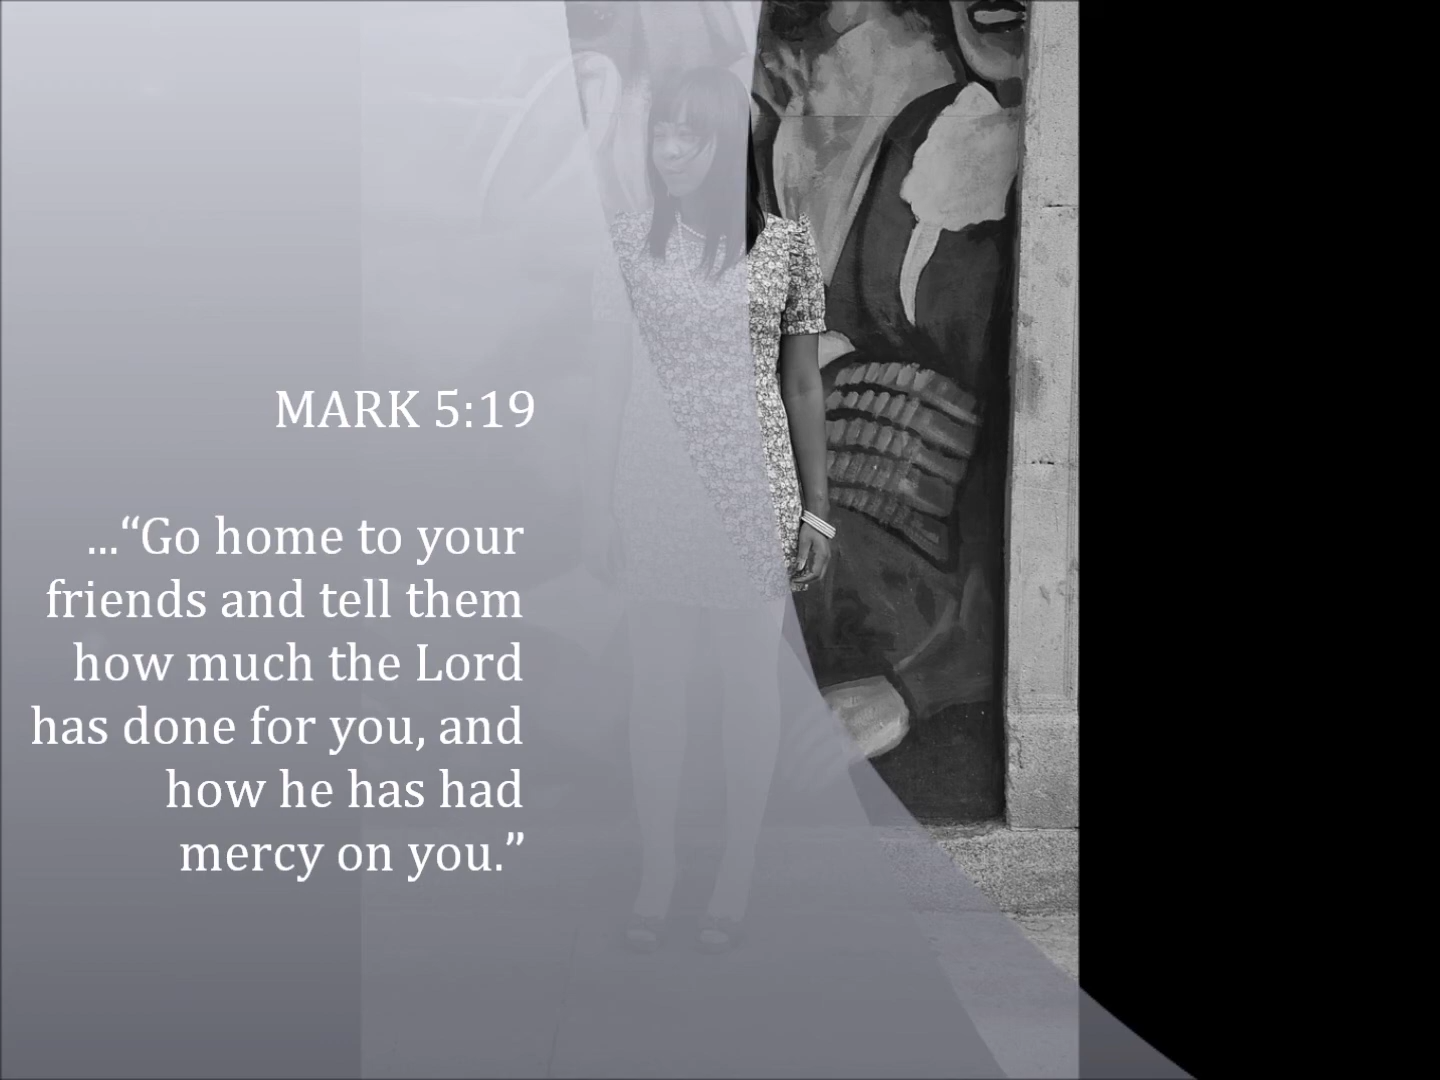 MARK 5:19
...“Go home to your
friends and tell them
how much the Lord
has done for you, and
how he has had
mercy on you.”